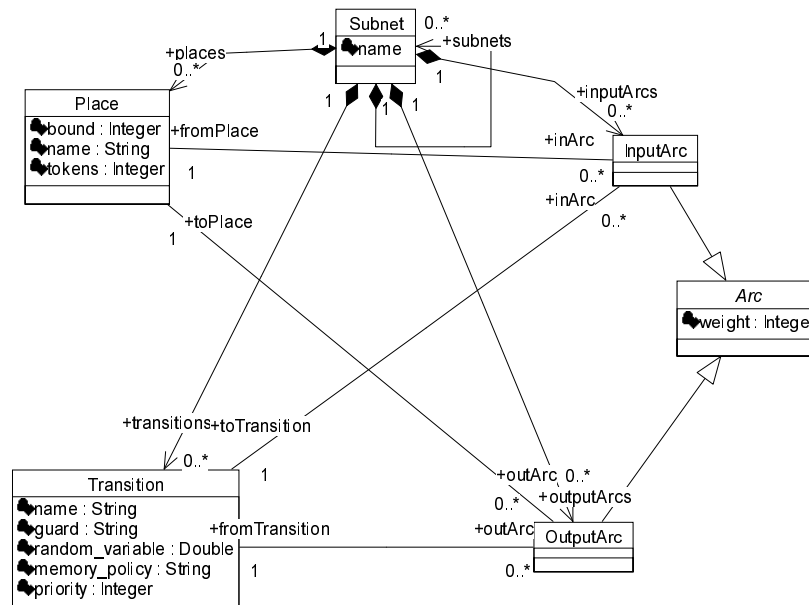 Subnet
name
0..*
+subnets
1
+places
0..*
1
+inputArcs
0..*
Place
bound : Integer
name : String
tokens : Integer
+fromPlace
1
1
1
1
+inArc
0..*
InputArc
+inArc
0..*
+toPlace
1
Arc
weight : Intege
+transitions
+toTransition
0..*
1
Transition
name : String
guard : String
random_variable : Double
memory_policy : String
priority : Integer
+fromTransition
1
+outArc
0..*
0..*
+outputArcs
+outArc
0..*
OutputArc